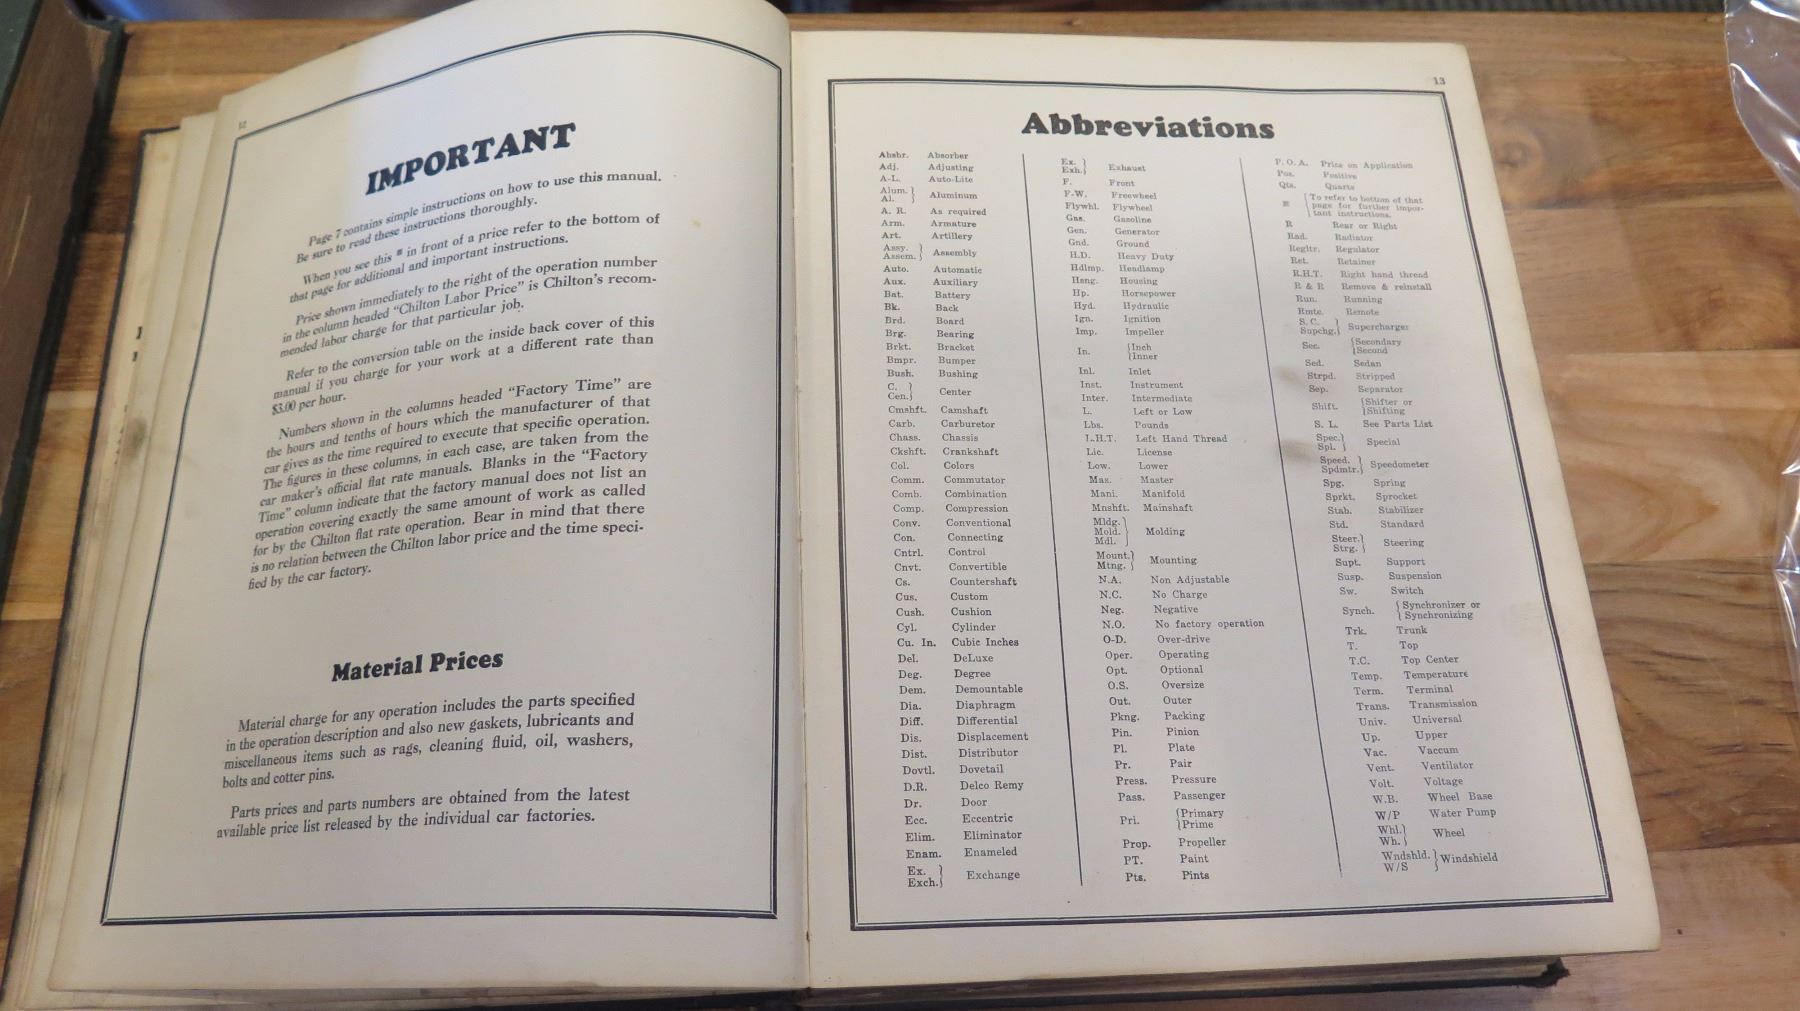 12
IMPORTANT
Page 7 contains simple instructions on how to use this manual.
Be sure to read these instructions thoroughly.
When you see this ■ in front of a price refer to the bottom of
that page for additional and important instructions.
Price shown immediately to the right of the operation number
in the column headed "Chilton Labor Price" is Chilton's recom-
mended labor charge for that particular job.
Refer to the conversion table on the inside back cover of this
manual if you charge for your work at a different rate than
$3.00 per hour.
Numbers shown in the columns headed "Factory Time" are
the hours and tenths of hours which the manufacturer of that
car gives as the time required to execute that specific operation.
The figures in these columns, in each case, are taken from the
car maker's official flat rate manuals. Blanks in the "Factory
Time" column indicate that the factory manual does not list an
operation covering exactly the same amount of work as called
for by the Chilton flat rate operation. Bear in mind that there
is no relation between the Chilton labor price and the time speci-
fied by the car factory.
Material Prices
Material charge for any operation includes the parts specified
in the operation description and also new gaskets, lubricants and
miscellaneous items such as rags, cleaning fluid, oil, washers,
bolts and cotter pins.
Parts prices and parts numbers are obtained from the latest
available price list released by the individual car factories.
13
Abbreviations
Absbr. Absorber
Adj. Adjusting
A-L. Auto-Lite
Alum. } Aluminum
Al.
A. R. As required
Arm. Armature
Art. Artillery
Assy. } Assembly
Assem.
Auto. Automatic
Aux. Auxiliary
Bat. Battery
Bk. Back
Brd. Board
Brg. Bearing
Brkt. Bracket
Bmpr. Bumper
Bush. Bushing
C. } Center
Cen.
Cmshft. Camshaft
Carb. Carburetor
Chass. Chassis
Ckshft. Crankshaft
Col. Colors
Comm. Commutator
Comb. Combination
Comp. Compression
Conv. Conventional
Con. Connecting
Cntrl. Control
Cnvt. Convertible
Cs. Countershaft
Cus. Custom
Cush. Cushion
Cyl. Cylinder
Cu. In. Cubic Inches
Del. DeLuxe
Deg. Degree
Dem. Demountable
Dia. Diaphragm
Diff. Differential
Dis. Displacement
Dist. Distributor
Dovtl. Dovetail
D.R. Delco Remy
Dr. Door
Ecc. Eccentric
Elim. Eliminator
Enam. Enameled
Ex. } Exchange
Exch.
Ex. } Exhaust
Exh.
F. Front
F-W. Freewheel
Flywhl. Flywheel
Gas. Gasoline
Gen. Generator
Gnd. Ground
H.D. Heavy Duty
Hdlmp. Headlamp
Hsng. Housing
Hp. Horsepower
Hyd. Hydraulic
Ign. Ignition
Imp. Impeller
In. { Inch
Inner
Inl. Inlet
Inst. Instrument
Inter. Intermediate
L. Left or Low
Lbs. Pounds
L.H.T. Left Hand Thread
Lic. License
Low. Lower
Mas. Master
Mani. Manifold
Mnshft. Mainshaft
Mldg. } Molding
Mold.
Mdl.
Mount. } Mounting
Mtng.
N.A. Non Adjustable
N.C. No Charge
Neg. Negative
N.O. No factory operation
O-D. Over-drive
Oper. Operating
Opt. Optional
O.S. Oversize
Out. Outer
Pkng. Packing
Pin. Pinion
Pl. Plate
Pr. Pair
Press. Pressure
Pass. Passenger
Pri. { Primary
Prime
Prop. Propeller
PT. Paint
Pts. Pints
P. O. A. Price on Application
Pos. Positive
Qts. Quarts
■ { To refer to bottom of that
page for further impor-
tant instructions.
R Rear or Right
Rad. Radiator
Regltr. Regulator
Ret. Retainer
R.H.T. Right hand thread
R & R Remove & reinstall
Run. Running
Rmte. Remote
S. C. } Supercharger
Supchg.
Sec. { Secondary
Second
Sed. Sedan
Strpd. Stripped
Sep. Separator
Shift. { Shifter or
Shifting
S. L. See Parts List
Spec. } Special
Spl.
Speed. } Speedometer
Spdmtr.
Spg. Spring
Sprkt. Sprocket
Stab. Stabilizer
Std. Standard
Steer. } Steering
Strg.
Supt. Support
Susp. Suspension
Sw. Switch
Synch. { Synchronizer or
Synchronizing
Trk. Trunk
T. Top
T.C. Top Center
Temp. Temperature
Term. Terminal
Trans. Transmission
Univ. Universal
Up. Upper
Vac. Vaccum
Vent. Ventilator
Volt. Voltage
W.B. Wheel Base
W/P Water Pump
Whl. } Wheel
Wh.
Wndshld. } Windshield
W/S